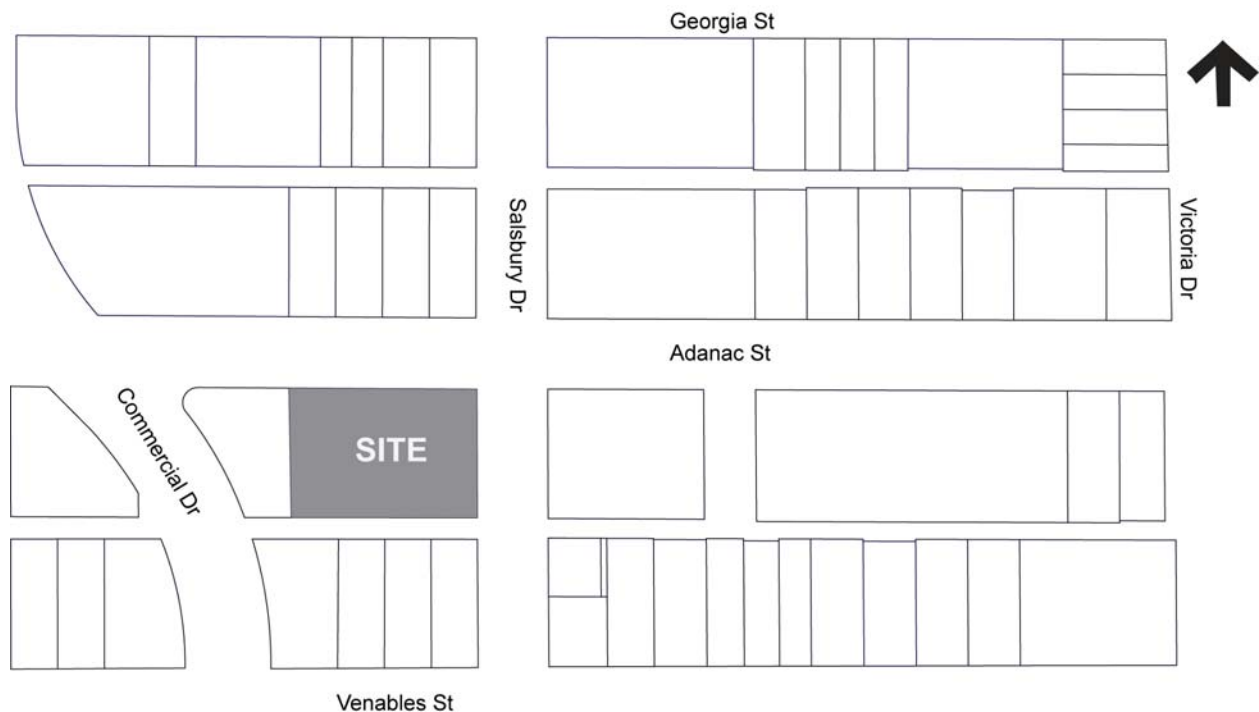 Georgia St
Salsbury Dr
Victoria Dr
Adanac St
Commercial Dr
SITE
Venables St